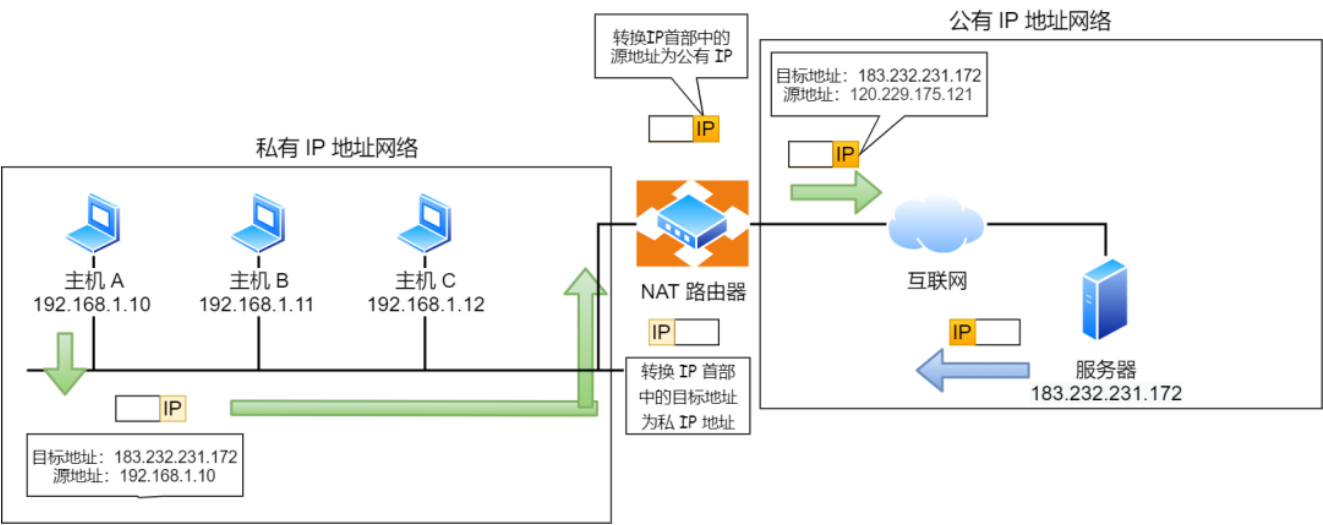 公有 IP 地址网络
转换IP首部中的
源地址为公有 IP
目标地址：183.232.231.172
源地址：120.229.175.121
IP
IP
私有 IP 地址网络
主机 A
192.168.1.10
主机 B
192.168.1.11
主机 C
192.168.1.12
NAT 路由器
互联网
IP
IP
服务器
183.232.231.172
转换 IP 首部
中的目标地址
为私 IP 地址
IP
目标地址：183.232.231.172
源地址：192.168.1.10